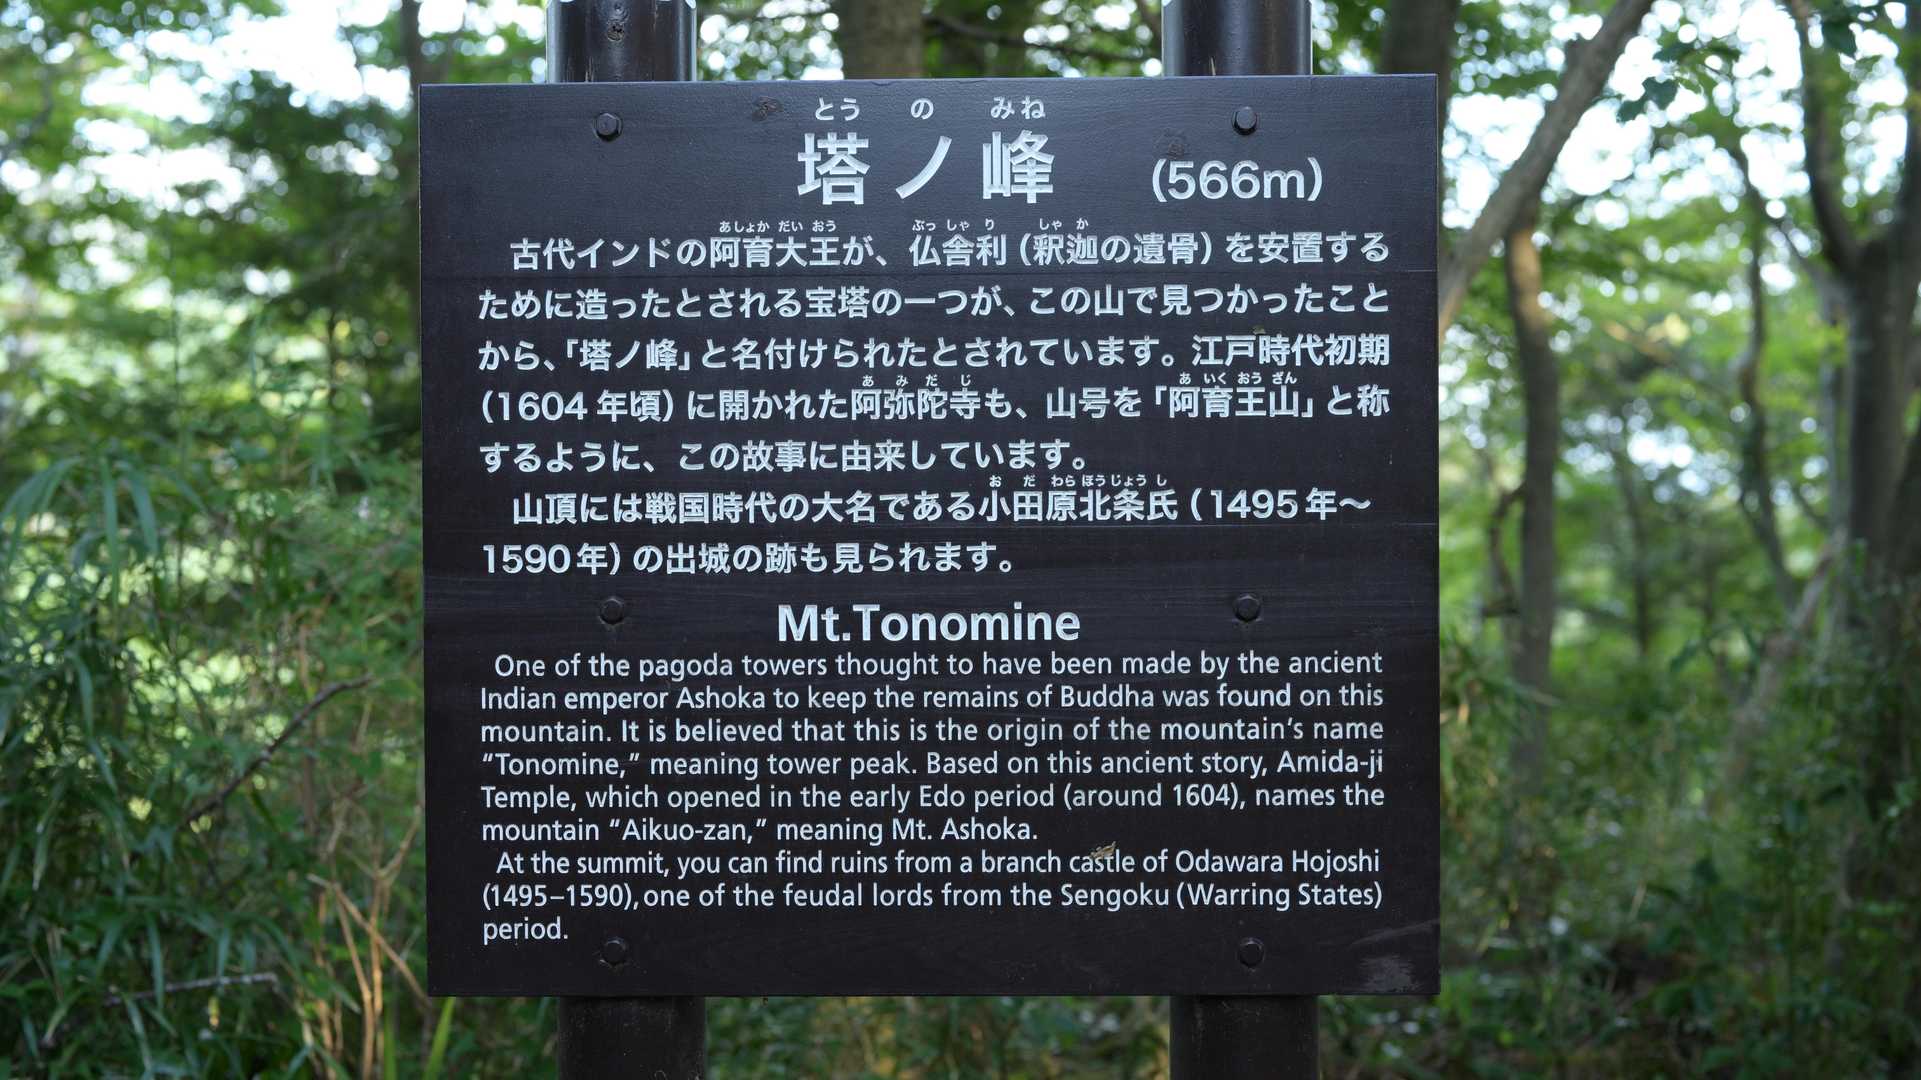 とう の みね
塔ノ峰 (566m)
あしょか だい おう ぶっ しゃ り しゃ か
古代インドの阿育大王が、仏舎利（釈迦の遺骨）を安置する
ために造ったとされる宝塔の一つが、この山で見つかったこと
から、「塔ノ峰」と名付けられたとされています。江戸時代初期
あ み だ じ あ いく おう ざん
（1604年頃）に開かれた阿弥陀寺も、山号を「阿育王山」と称
するように、この故事に由来しています。
お だ わら ほう じょう し
山頂には戦国時代の大名である小田原北条氏（1495年〜
1590年）の出城の跡も見られます。
Mt.Tonomine
One of the pagoda towers thought to have been made by the ancient
Indian emperor Ashoka to keep the remains of Buddha was found on this
mountain. It is believed that this is the origin of the mountain's name
“Tonomine,” meaning tower peak. Based on this ancient story, Amida-ji
Temple, which opened in the early Edo period (around 1604), names the
mountain “Aikuo-zan,” meaning Mt. Ashoka.
At the summit, you can find ruins from a branch castle of Odawara Hojoshi
(1495–1590), one of the feudal lords from the Sengoku (Warring States)
period.